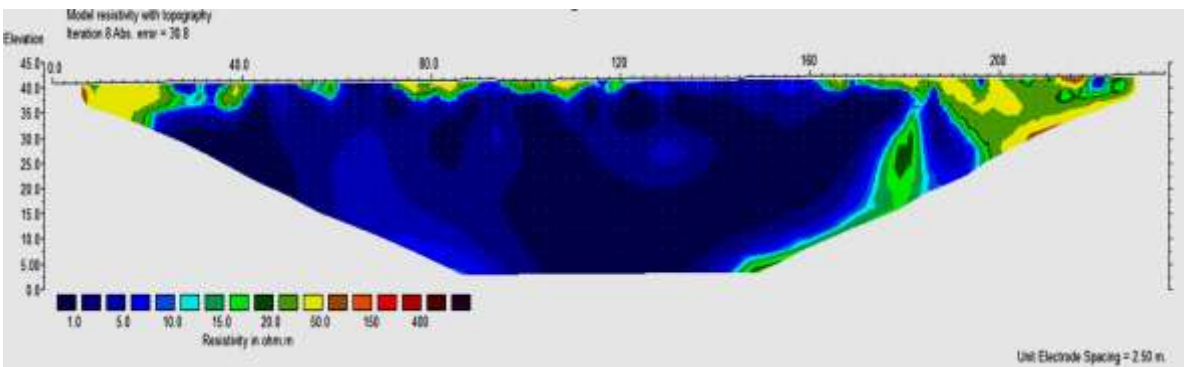 Model resistivity with topography
Iteration 8 Abs. error = 30.8
Elevation
0.0 40.0 80.0 120 160 200
45.0
40.0
35.0
30.0
25.0
20.0
15.0
10.0
5.00
0.0
1.0 5.0 10.0 15.0 20.0 50.0 150 400
Resistivity in ohm.m
Unit Electrode Spacing = 2.50 m.